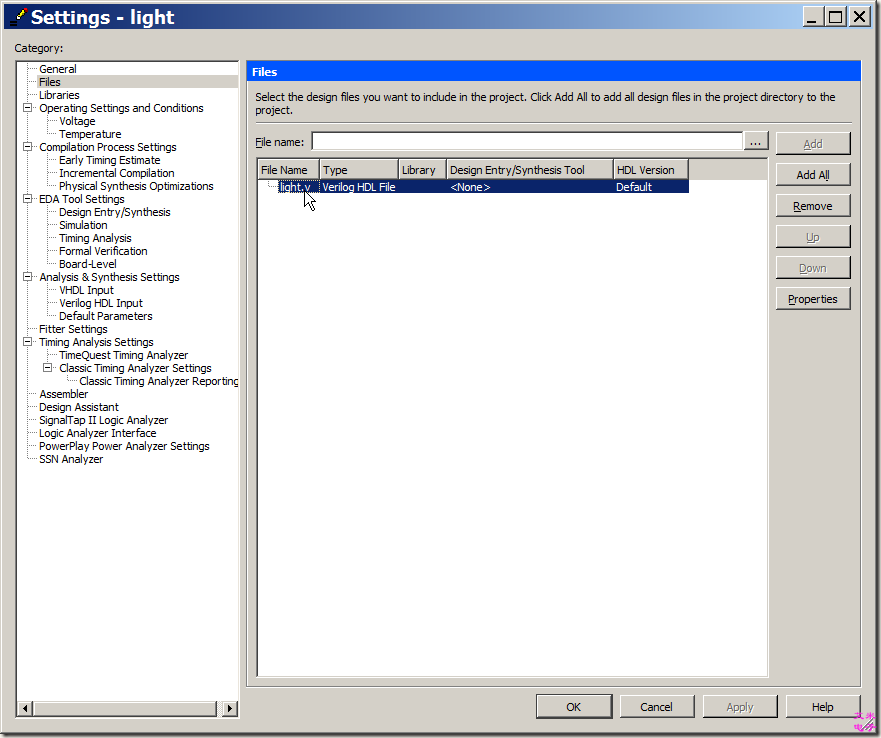 Settings - light
Category:
General
Files
Libraries
Operating Settings and Conditions
Voltage
Temperature
Compilation Process Settings
Early Timing Estimate
Incremental Compilation
Physical Synthesis Optimizations
EDA Tool Settings
Design Entry/Synthesis
Simulation
Timing Analysis
Formal Verification
Board-Level
Analysis & Synthesis Settings
VHDL Input
Verilog HDL Input
Default Parameters
Fitter Settings
Timing Analysis Settings
TimeQuest Timing Analyzer
Classic Timing Analyzer Settings
Classic Timing Analyzer Reporting
Assembler
Design Assistant
SignalTap II Logic Analyzer
Logic Analyzer Interface
PowerPlay Power Analyzer Settings
SSN Analyzer
Files
Select the design files you want to include in the project. Click Add All to add all design files in the project directory to the
project.
File name: ...
File Name Type Library Design Entry/Synthesis Tool HDL Version
light.v Verilog HDL File <None> Default
Add
Add All
Remove
Up
Down
Properties
OK Cancel Apply Help